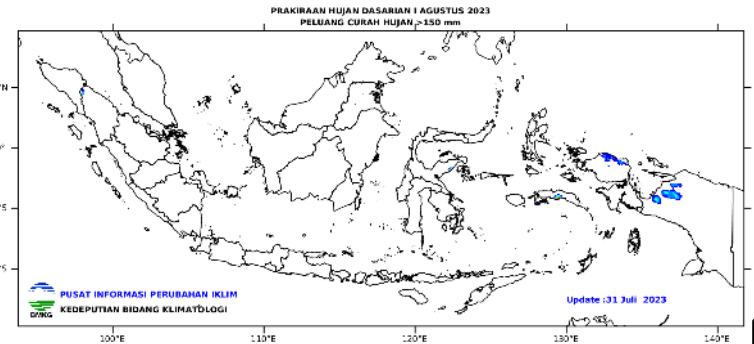 PRAKIRAAN HUJAN DASARIAN I AGUSTUS 2023
PELUANG CURAH HUJAN >150 mm
N
S
S
PUSAT INFORMASI PERUBAHAN IKLIM
KEDEPUTIAN BIDANG KLIMATOLOGI
BMKG
Update :31 Juli 2023
100°E 110°E 120°E 130°E 140°E